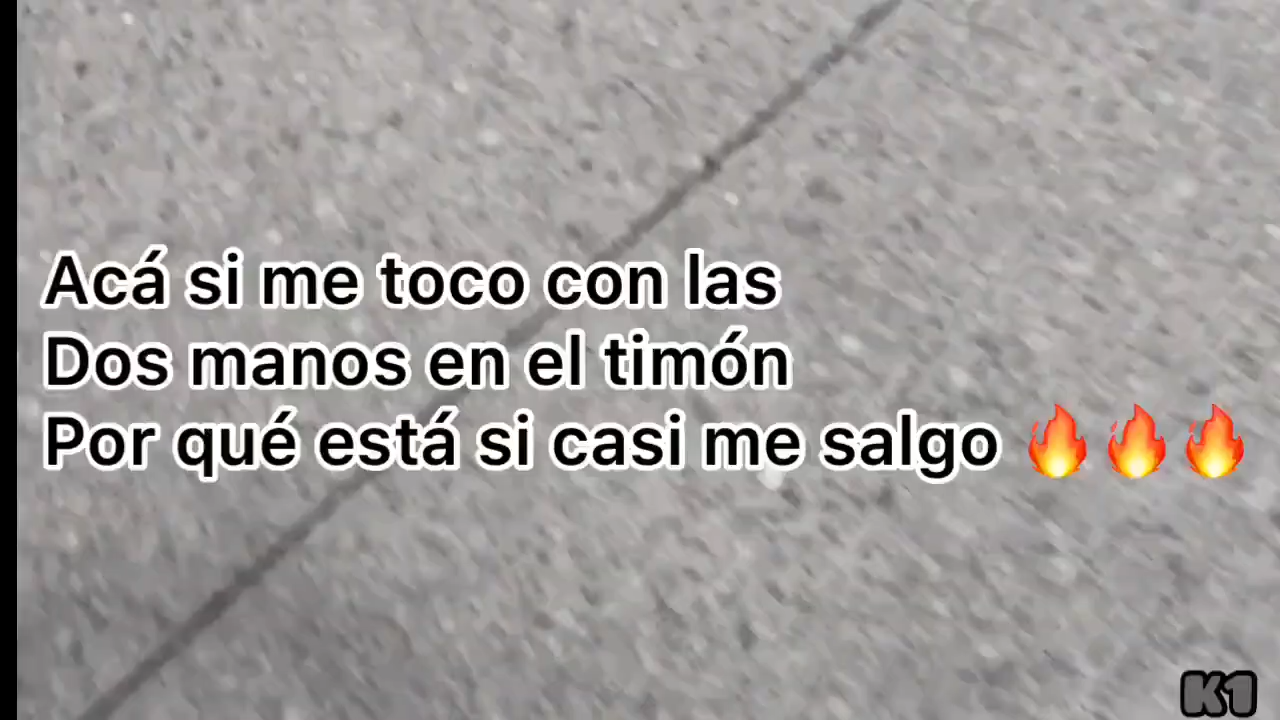 Acá si me toco con las
Dos manos en el timón
Por qué está si casi me salgo 🔥🔥🔥
K1